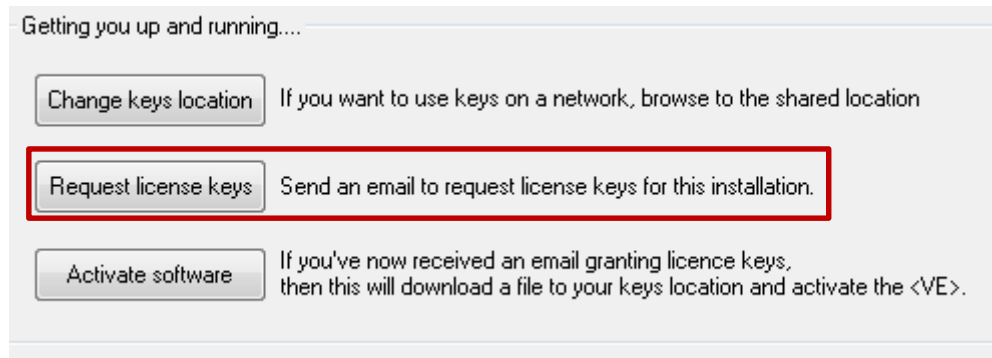 Getting you up and running....
Change keys location
If you want to use keys on a network, browse to the shared location
Request license keys
Send an email to request license keys for this installation.
Activate software
If you've now received an email granting licence keys,
then this will download a file to your keys location and activate the <VE>.